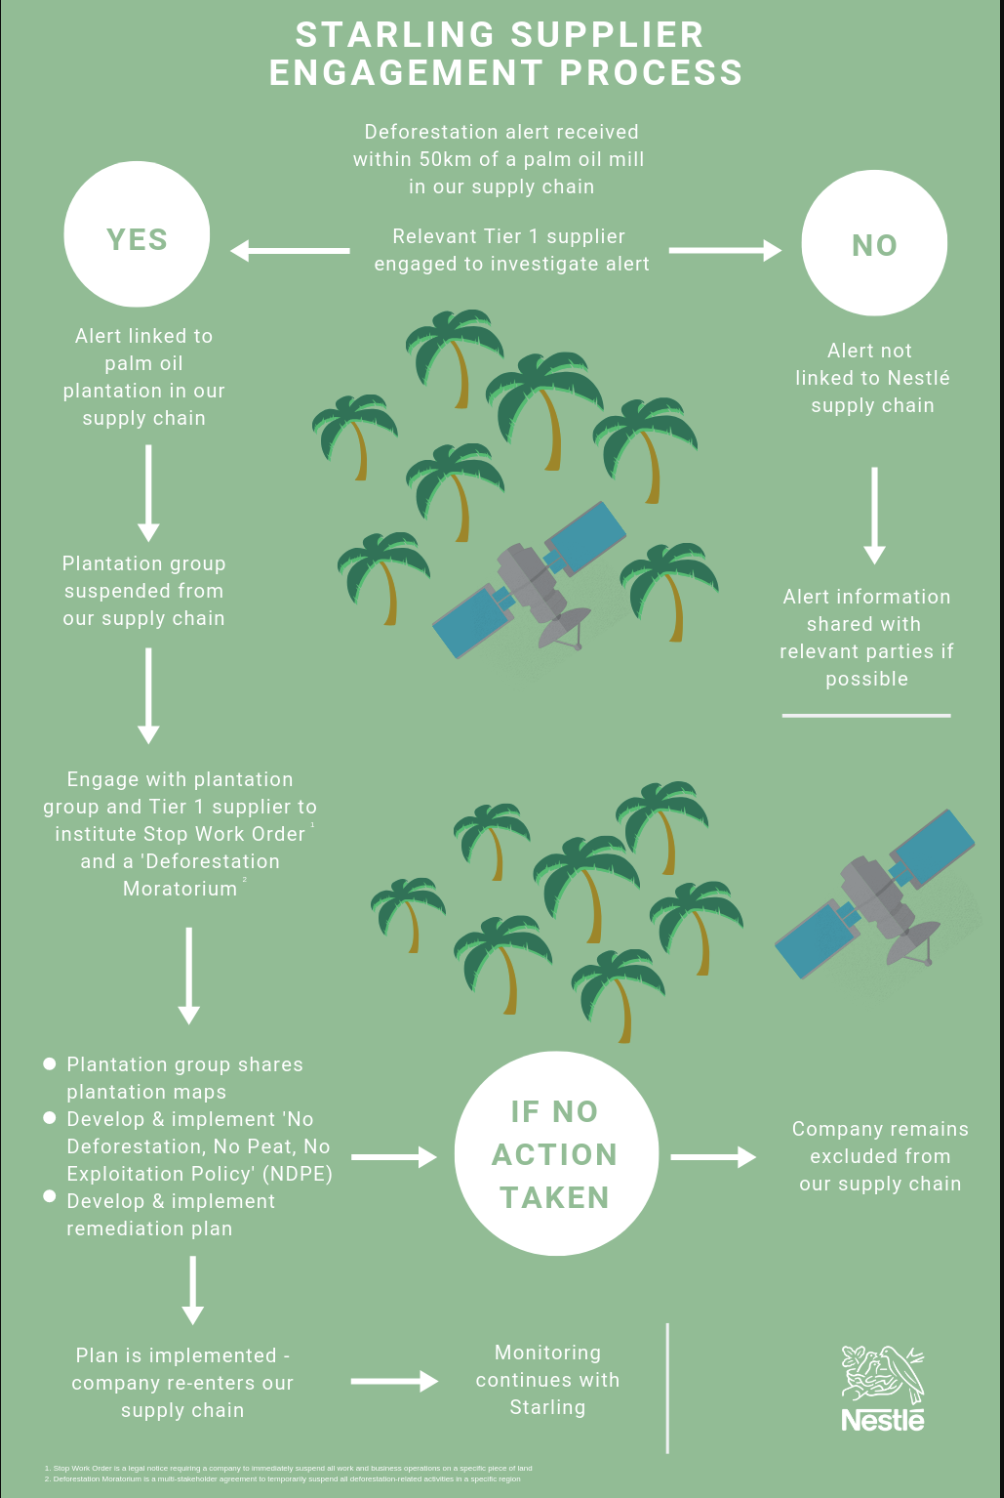 STARLING SUPPLIER
ENGAGEMENT PROCESS
Deforestation alert received
within 50km of a palm oil mill
in our supply chain
Relevant Tier 1 supplier
engaged to investigate alert
YES
NO
Alert linked to
palm oil
plantation in our
supply chain
Alert not
linked to Nestlé
supply chain
Plantation group
suspended from
our supply chain
Alert information
shared with
relevant parties if
possible
Engage with plantation
group and Tier 1 supplier to
institute Stop Work Order 1
and a 'Deforestation
Moratorium 2
Plantation group shares
plantation maps
Develop & implement 'No
Deforestation, No Peat, No
Exploitation Policy' (NDPE)
Develop & implement
remediation plan
IF NO
ACTION
TAKEN
Company remains
excluded from
our supply chain
Plan is implemented -
company re-enters our
supply chain
Monitoring
continues with
Starling
Nestlé
1. Stop Work Order is a legal notice requiring a company to immediately suspend all work and business operations on a specific piece of land
2. Deforestation Moratorium is a multi-stakeholder agreement to temporarily suspend all deforestation-related activities in a specific region